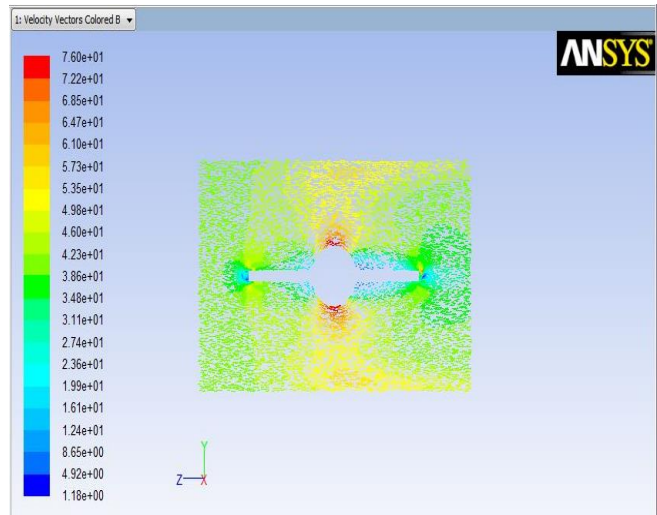 1: Velocity Vectors Colored B
ANSYS
7.60e+01
7.22e+01
6.85e+01
6.47e+01
6.10e+01
5.73e+01
5.35e+01
4.98e+01
4.60e+01
4.23e+01
3.86e+01
3.48e+01
3.11e+01
2.74e+01
2.36e+01
1.99e+01
1.61e+01
1.24e+01
8.65e+00
4.92e+00
1.18e+00
Y
Z X